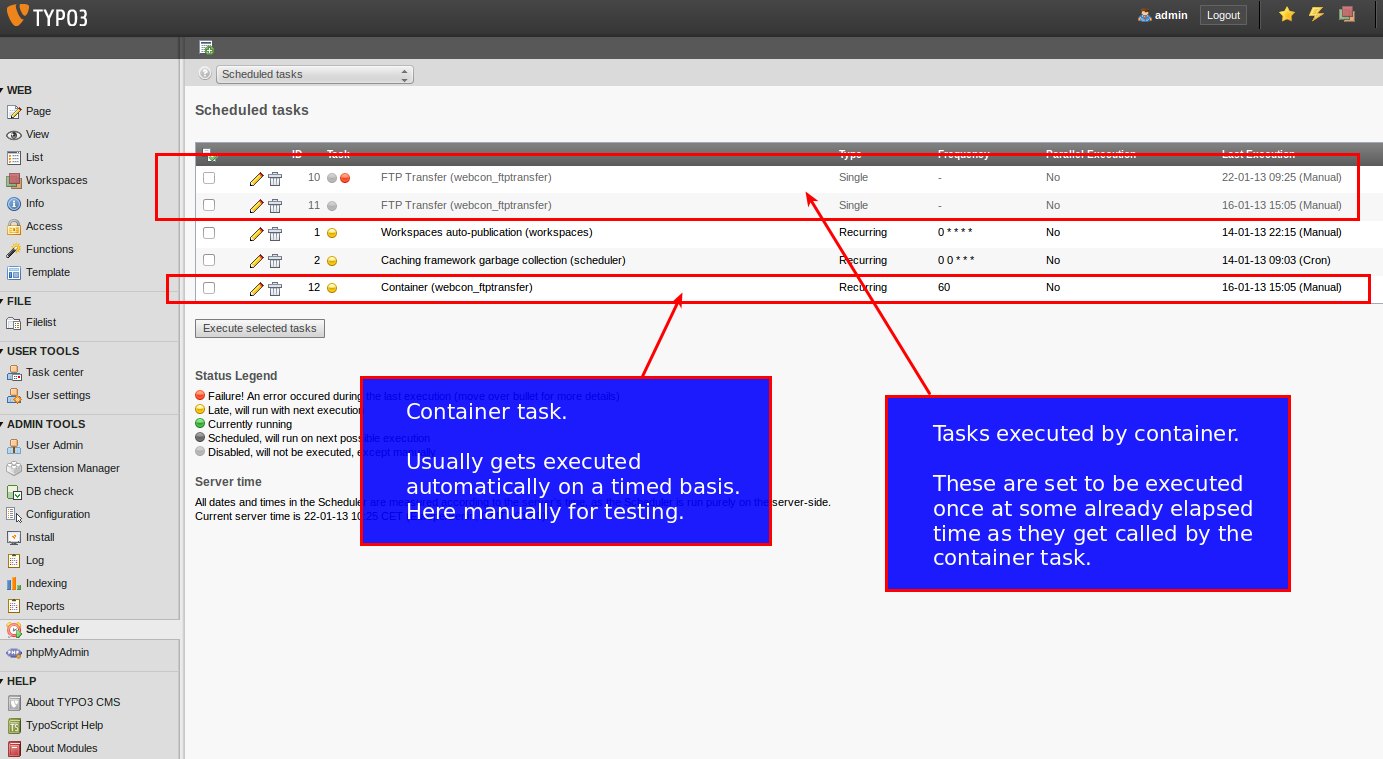 TYPO3
admin
Logout
Scheduled tasks
WEB
Page
View
List
Workspaces
Info
Access
Functions
Template
FILE
Filelist
USER TOOLS
Task center
User settings
ADMIN TOOLS
User Admin
Extension Manager
DB check
Configuration
Install
Log
Indexing
Reports
Scheduler
phpMyAdmin
HELP
About TYPO3 CMS
TypoScript Help
About Modules
Scheduled tasks
ID Task Type Frequency Parallel Execution Last Execution
10 FTP Transfer (webcon_ftptransfer) Single - No 22-01-13 09:25 (Manual)
11 FTP Transfer (webcon_ftptransfer) Single - No 16-01-13 15:05 (Manual)
1 Workspaces auto-publication (workspaces) Recurring 0 * * * * No 14-01-13 22:15 (Manual)
2 Caching framework garbage collection (scheduler) Recurring 0 0 * * * No 14-01-13 09:03 (Cron)
12 Container (webcon_ftptransfer) Recurring 60 No 16-01-13 15:05 (Manual)
Execute selected tasks
Status Legend
Failure! An error occured during the last execution (move over bullet for more details)
Late, will run with next execution
Currently running
Scheduled, will run on next possible execution
Disabled, will not be executed, except manually
Server time
All dates and times in the Scheduler are measured according to the server's time, as the Scheduler is run purely on the server-side.
Current server time is 22-01-13 10:25 CET
Container task.
Usually gets executed
automatically on a timed basis.
Here manually for testing.
Tasks executed by container.
These are set to be executed
once at some already elapsed
time as they get called by the
container task.